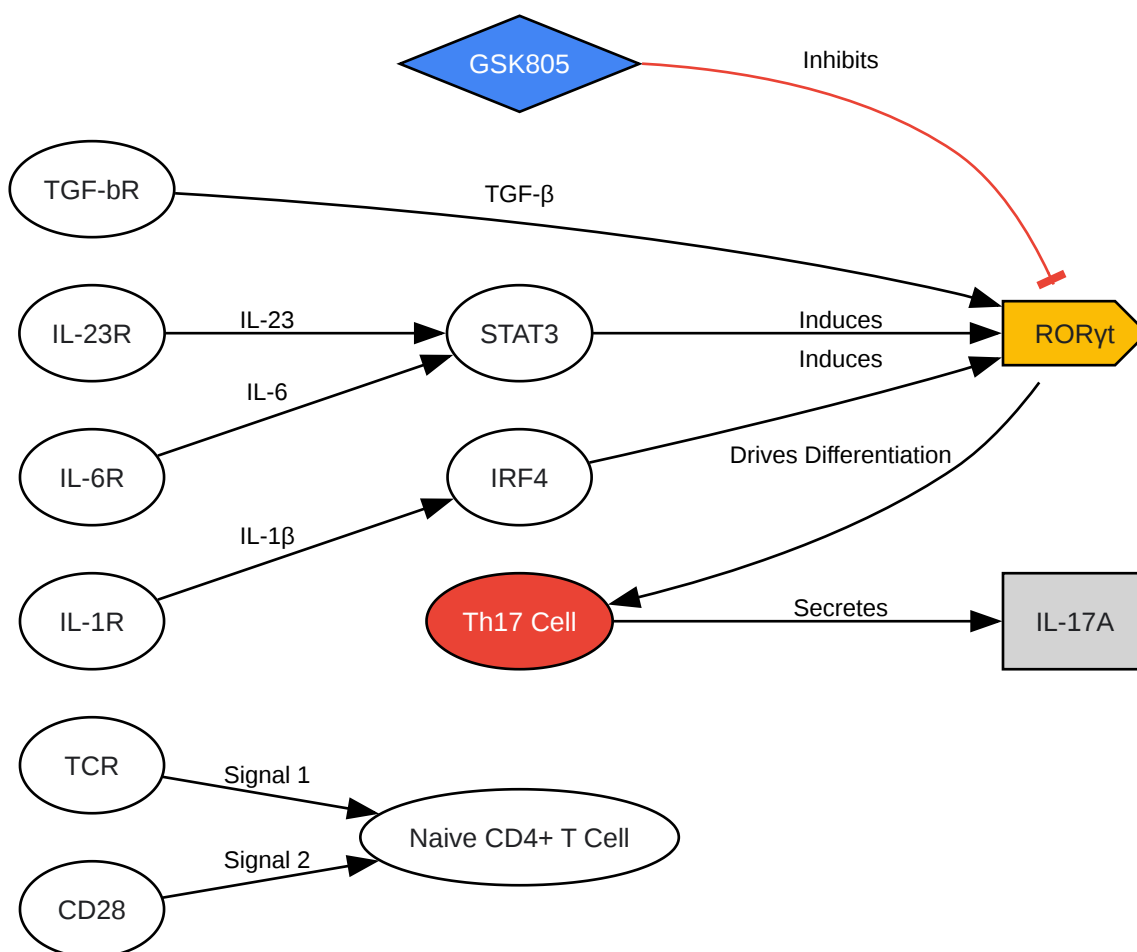 GSK805
Inhibits
TGF-bR
TGF-β
IL-23R
IL-23
STAT3
Induces
RORγt
Induces
IL-6
IL-6R
IRF4
Drives Differentiation
IL-1β
IL-1R
Th17 Cell
Secretes
IL-17A
TCR
Signal 1
Naive CD4+ T Cell
Signal 2
CD28